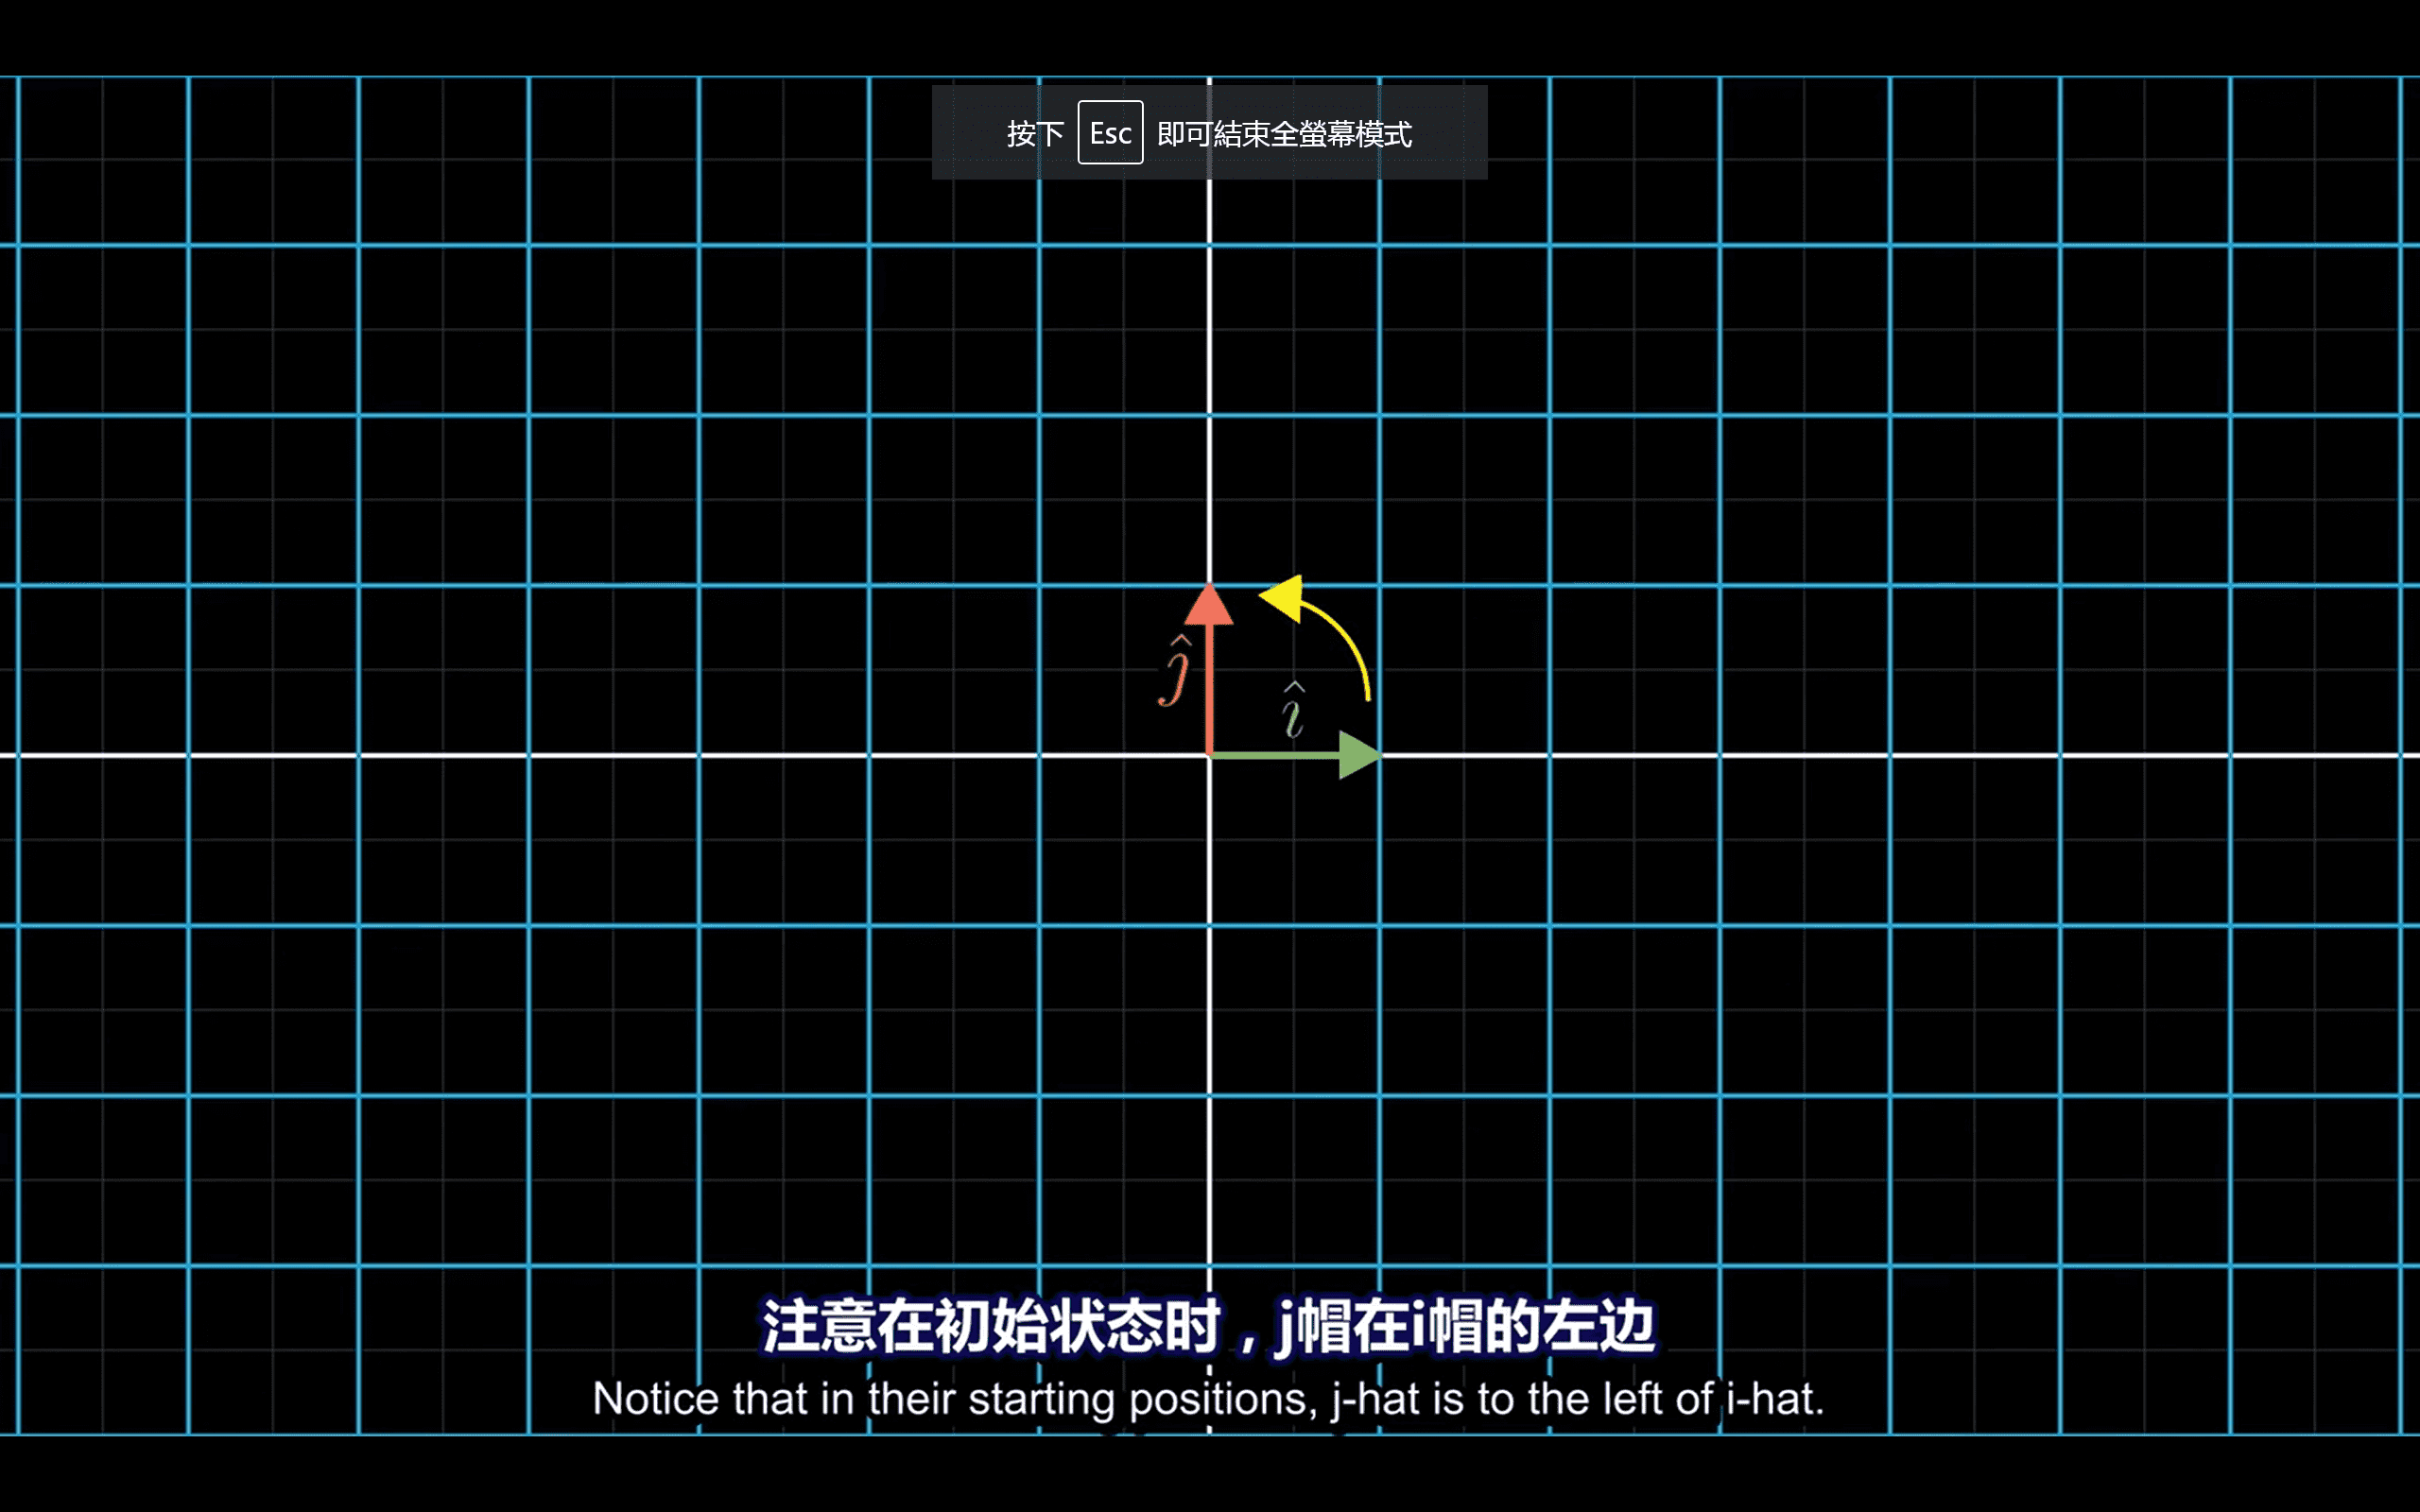 按下 Esc 即可結束全螢幕模式
ĵ
î
注意在初始状态时，j帽在i帽的左边
Notice that in their starting positions, j-hat is to the left of i-hat.